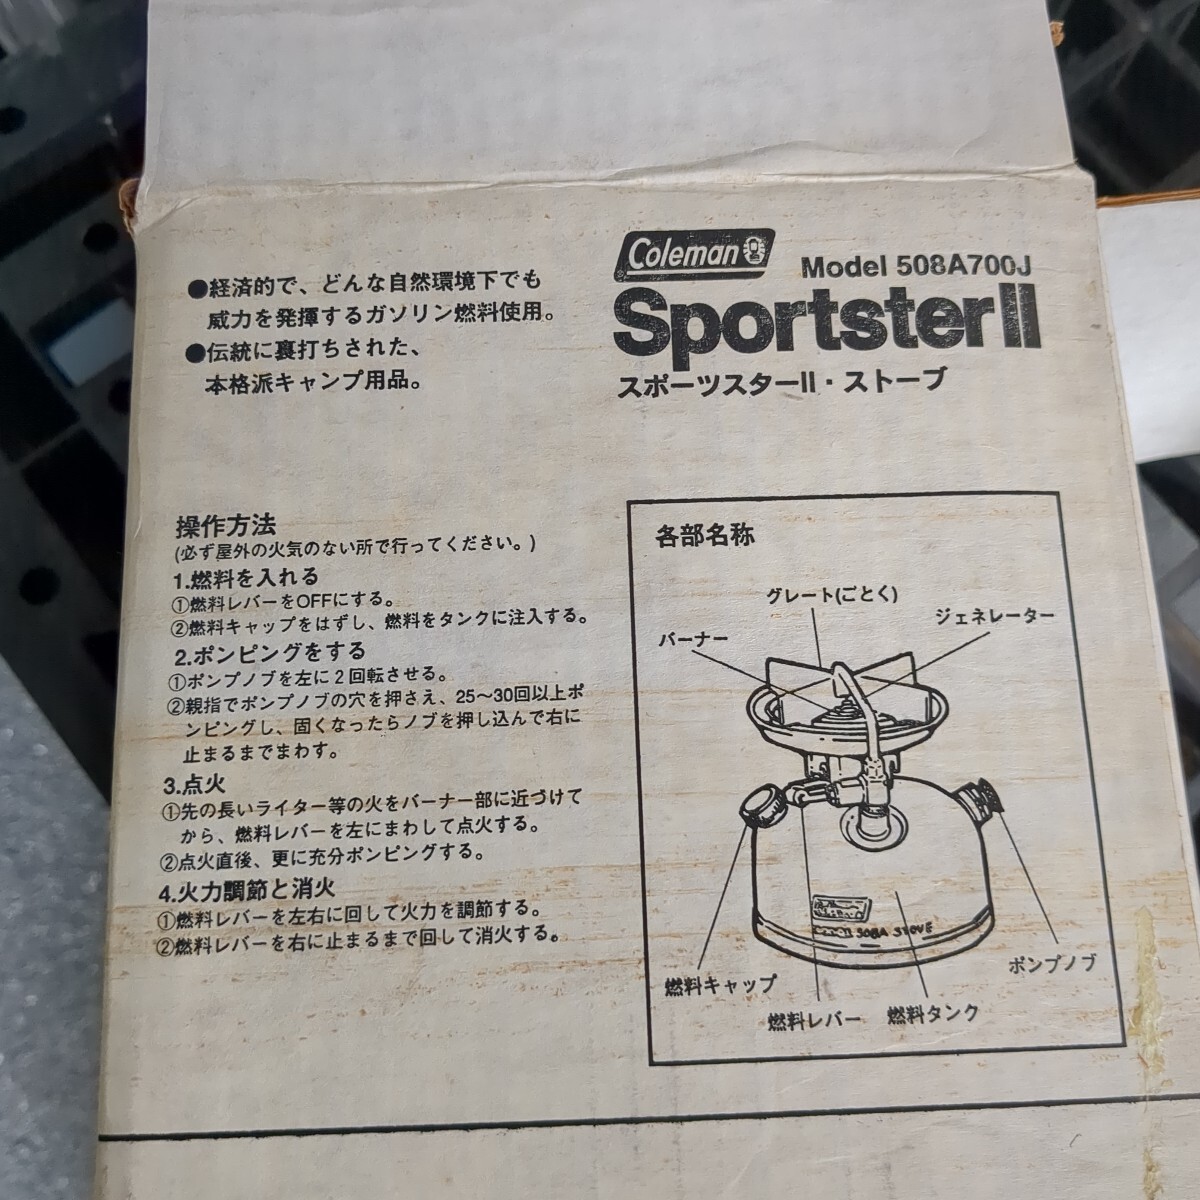 ●経済的で、どんな自然環境下でも
威力を発揮するガソリン燃料使用。
●伝統に裏打ちされた、
本格派キャンプ用品。
Coleman
Model 508A700J
SportsterII
スポーツスターII・ストーブ
操作方法
(必ず屋外の火気のない所で行ってください。)
1.燃料を入れる
①燃料レバーをOFFにする。
②燃料キャップをはずし、燃料をタンクに注入する。
2.ポンピングをする
①ポンプノブを左に2回転させる。
②親指でポンプノブの穴を押さえ、25〜30回以上ポ
ンピングし、固くなったらノブを押し込んで右に
止まるまでまわす。
3.点火
①先の長いライター等の火をバーナー部に近づけて
から、燃料レバーを左にまわして点火する。
②点火直後、更に充分ポンピングする。
4.火力調節と消火
①燃料レバーを左右に回して火力を調節する。
②燃料レバーを右に止まるまで回して消火する。
各部名称
グレート(ごとく)
ジェネレーター
バーナー
508A STOVE
燃料キャップ
ポンプノブ
燃料レバー
燃料タンク